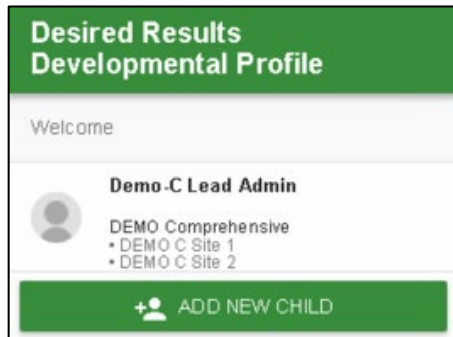 Desired Results
Developmental Profile
Welcome
Demo-C Lead Admin
DEMO Comprehensive
• DEMO C Site 1
• DEMO C Site 2
ADD NEW CHILD